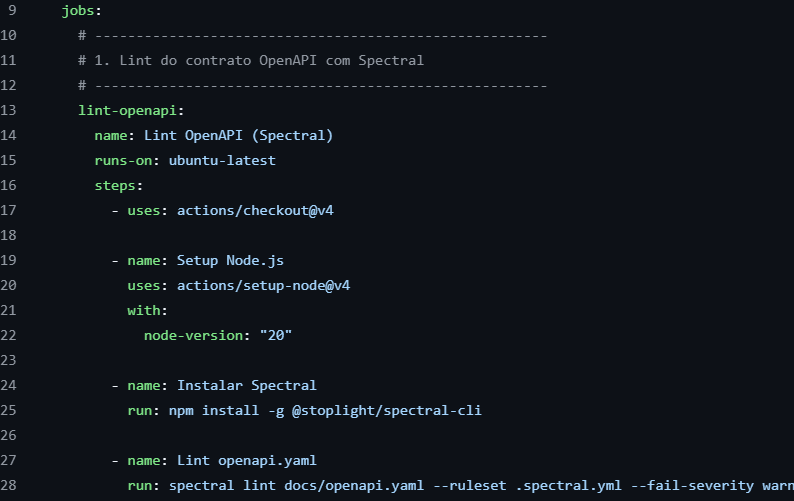 9 jobs:
10 # -------------------------------------------------------
11 # 1. Lint do contrato OpenAPI com Spectral
12 # -------------------------------------------------------
13 lint-openapi:
14 name: Lint OpenAPI (Spectral)
15 runs-on: ubuntu-latest
16 steps:
17 - uses: actions/checkout@v4
18
19 - name: Setup Node.js
20 uses: actions/setup-node@v4
21 with:
22 node-version: "20"
23
24 - name: Instalar Spectral
25 run: npm install -g @stoplight/spectral-cli
26
27 - name: Lint openapi.yaml
28 run: spectral lint docs/openapi.yaml --ruleset .spectral.yml --fail-severity warn